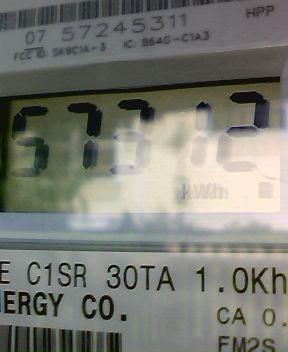 HPP
07 57245311
FCC ID: SK9C1A-3 IC: 864G-C1A3
57312
kWh
E C1SR 30TA 1.0Kh
NERGY CO.
CA 0.
FM2S